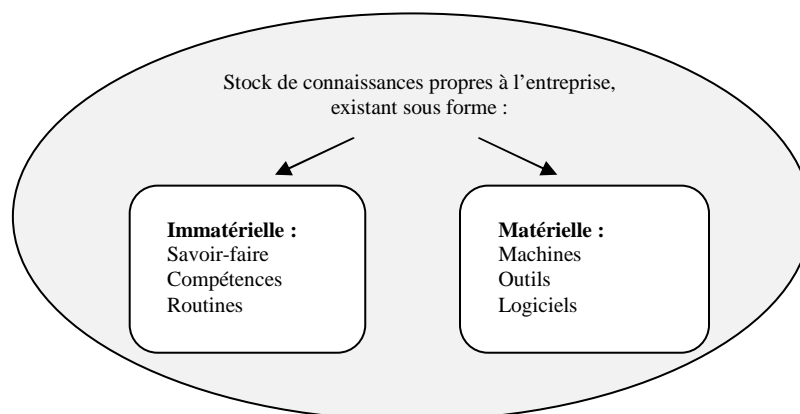 Stock de connaissances propres à l’entreprise,
existant sous forme :
Immatérielle :
Savoir-faire
Compétences
Routines
Matérielle :
Machines
Outils
Logiciels